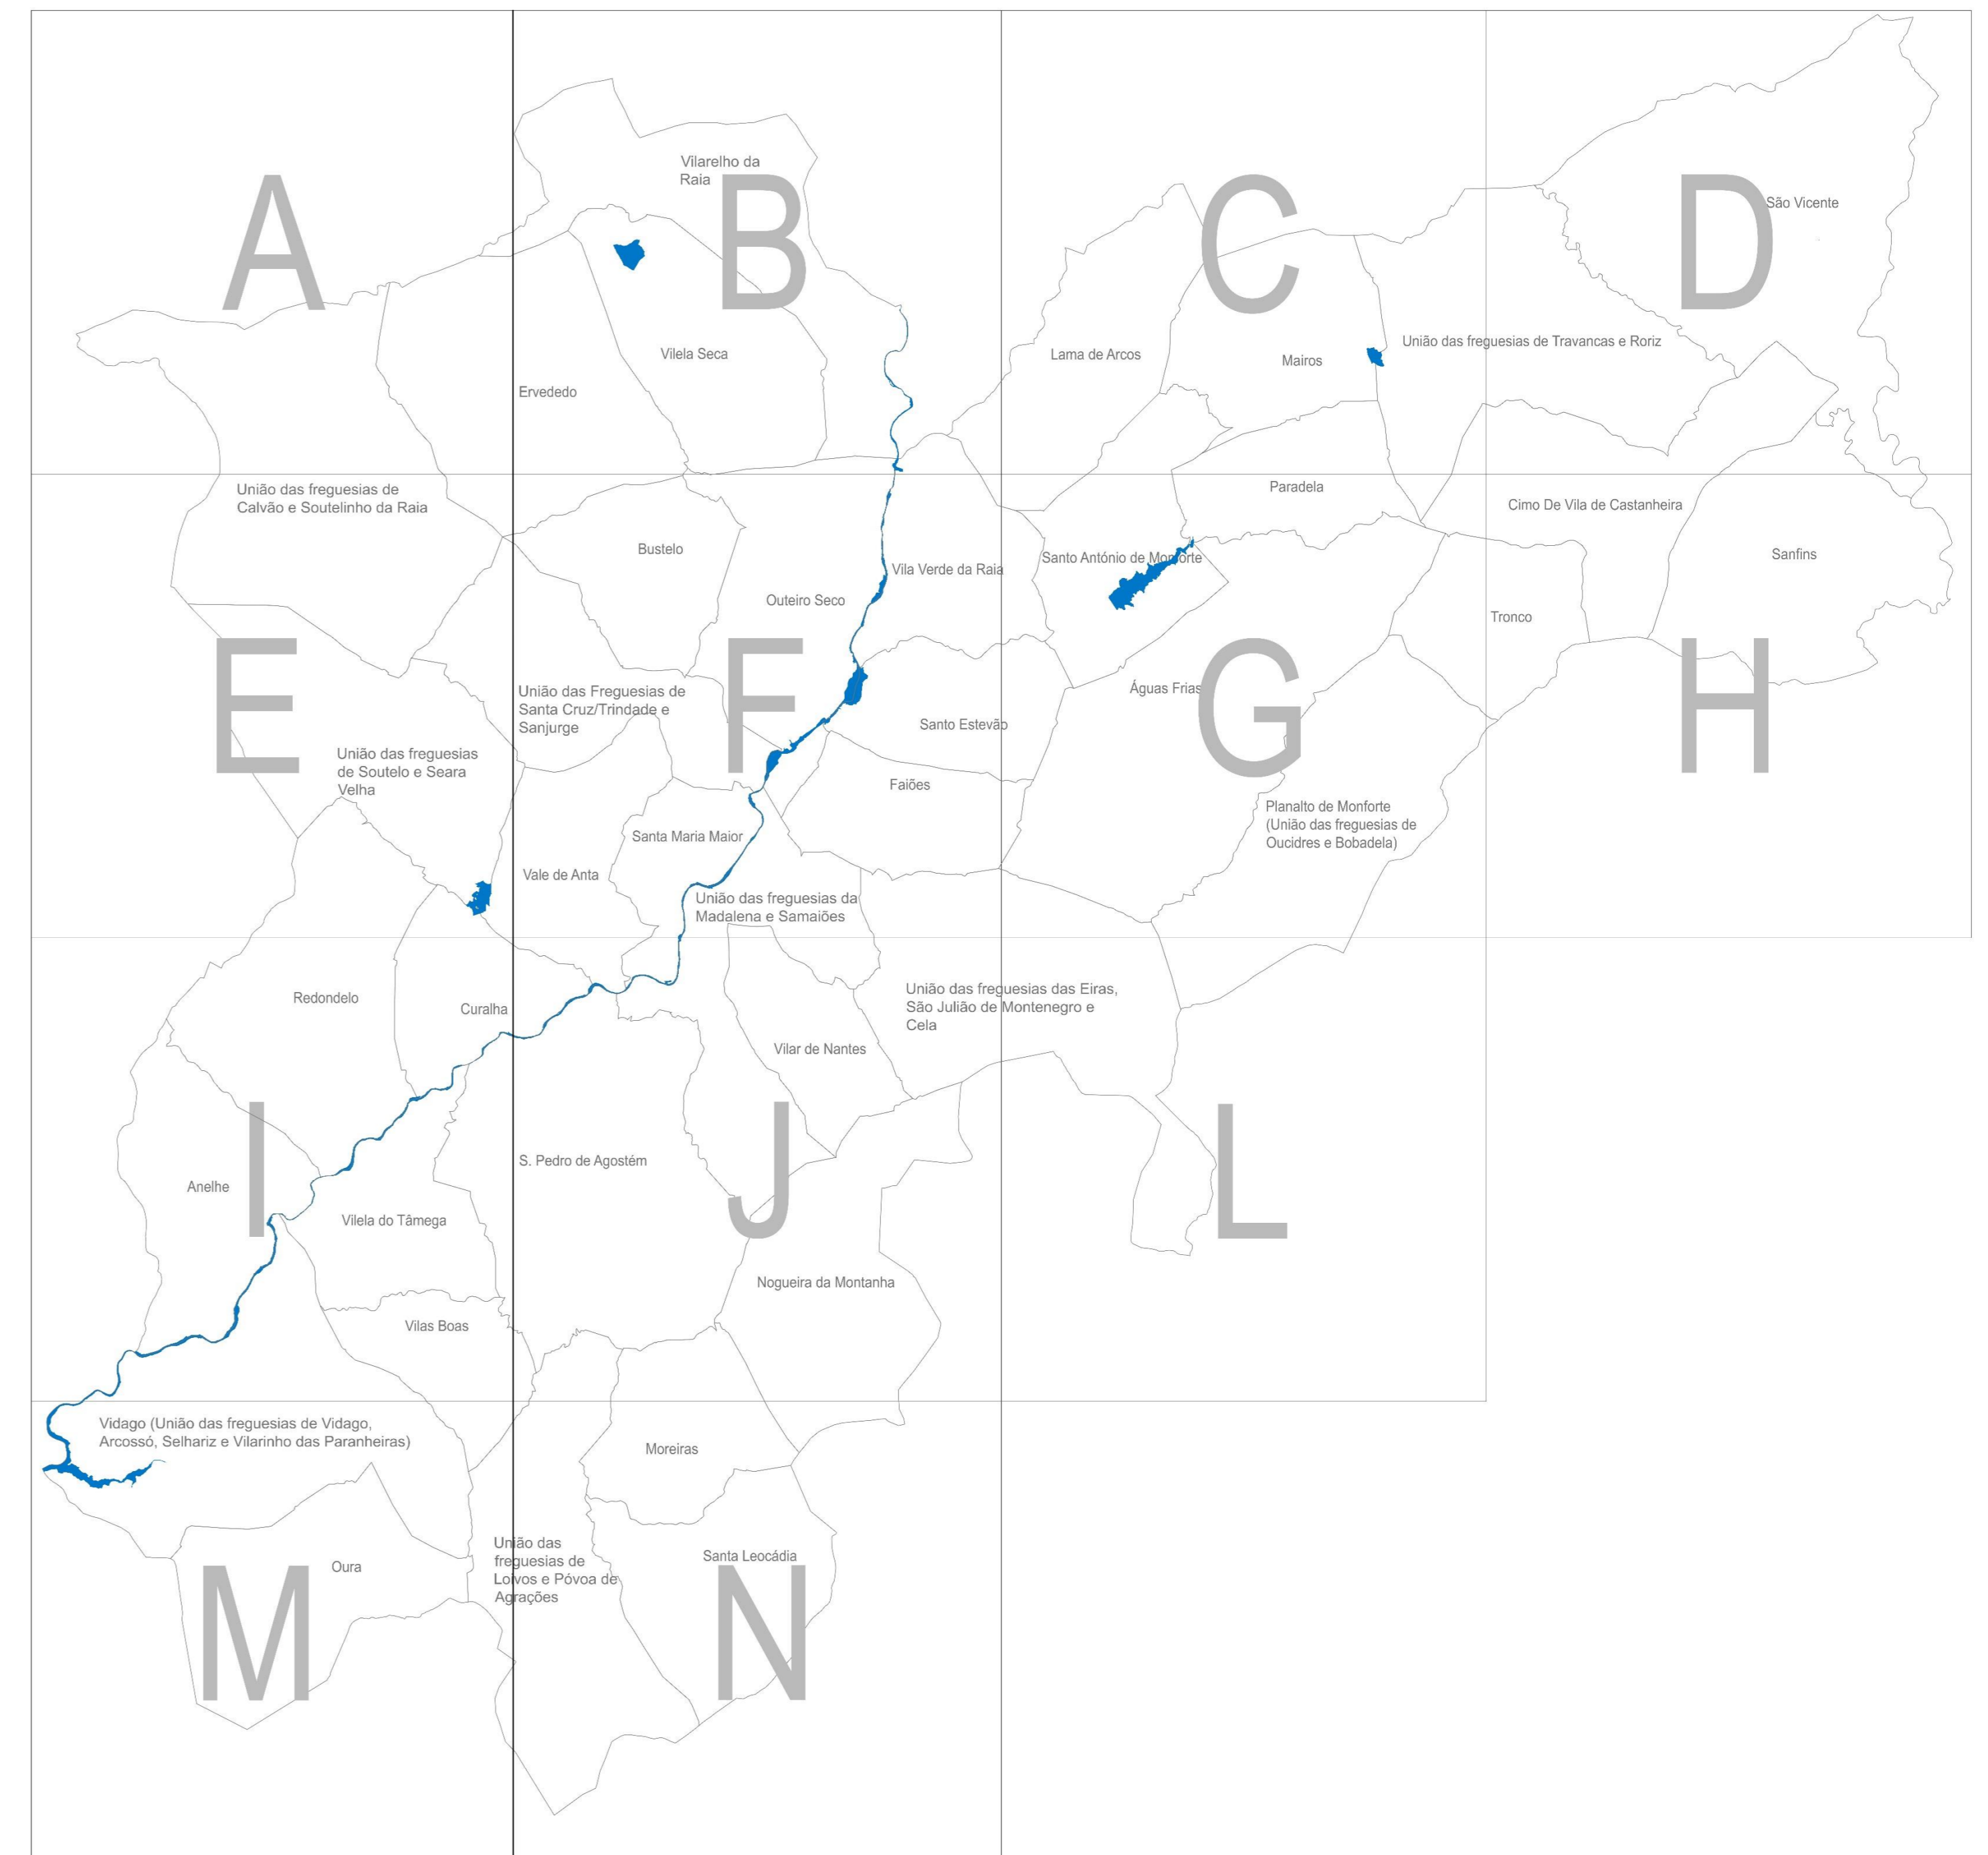 A
B
C
D
Vilarelho da
Raia
São Vicente
Vilela Seca
Ervededo
Lama de Arcos
Mairos
União das freguesias de Travancas e Roriz
União das freguesias de
Calvão e Soutelinho da Raia
Bustelo
Outeiro Seco
Vila Verde da Raia
Santo António de Monforte
Paradela
Cimo De Vila de Castanheira
Sanfins
Tronco
E
F
G
H
União das Freguesias de
Santa Cruz/Trindade e
Sanjurge
Santo Estevão
Águas Frias
União das freguesias
de Soutelo e Seara
Velha
Faiões
Planalto de Monforte
(União das freguesias de
Oucidres e Bobadela)
Santa Maria Maior
Vale de Anta
União das freguesias da
Madalena e Samaiões
Redondelo
Curalha
União das freguesias das Eiras,
São Julião de Montenegro e
Cela
Vilar de Nantes
I
J
L
S. Pedro de Agostém
Anelhe
Vilela do Tâmega
Nogueira da Montanha
Vilas Boas
Vidago (União das freguesias de Vidago,
Arcossó, Selhariz e Vilarinho das Paranheiras)
Moreiras
União das
freguesias de
Loivos e Póvoa de
Agrações
Santa Leocádia
Oura
M
N